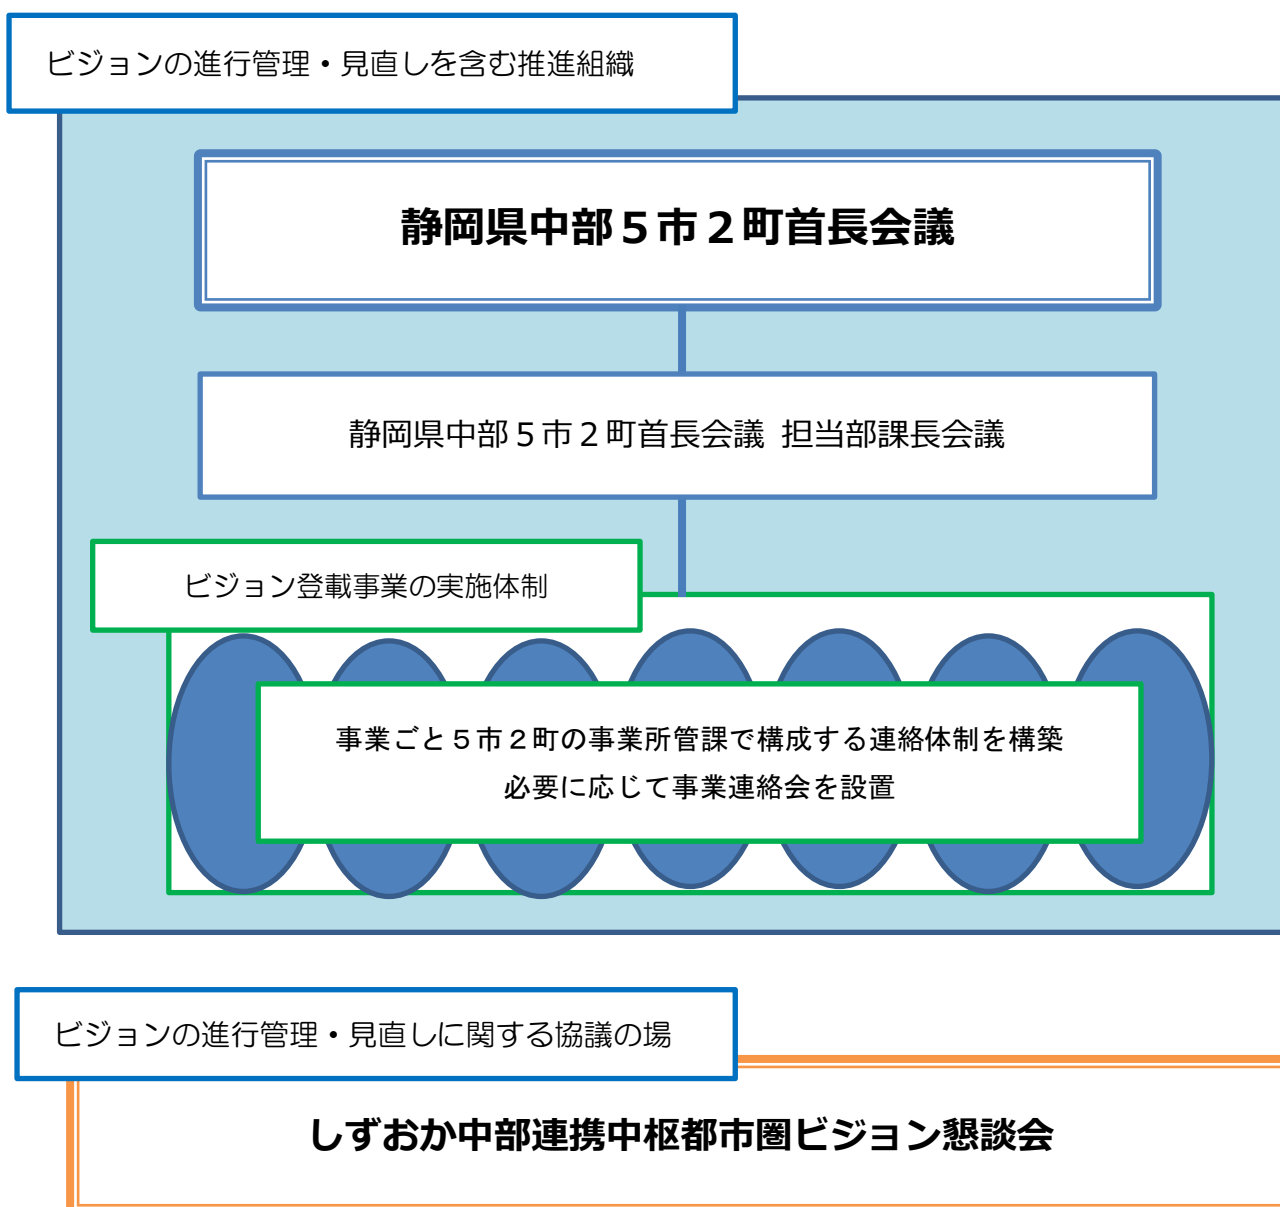 ビジョンの進行管理・見直しを含む推進組織
静岡県中部５市２町首長会議
静岡県中部５市２町首長会議 担当部課長会議
ビジョン登載事業の実施体制
事業ごと５市２町の事業所管課で構成する連絡体制を構築
必要に応じて事業連絡会を設置
ビジョンの進行管理・見直しに関する協議の場
しずおか中部連携中枢都市圏ビジョン懇談会